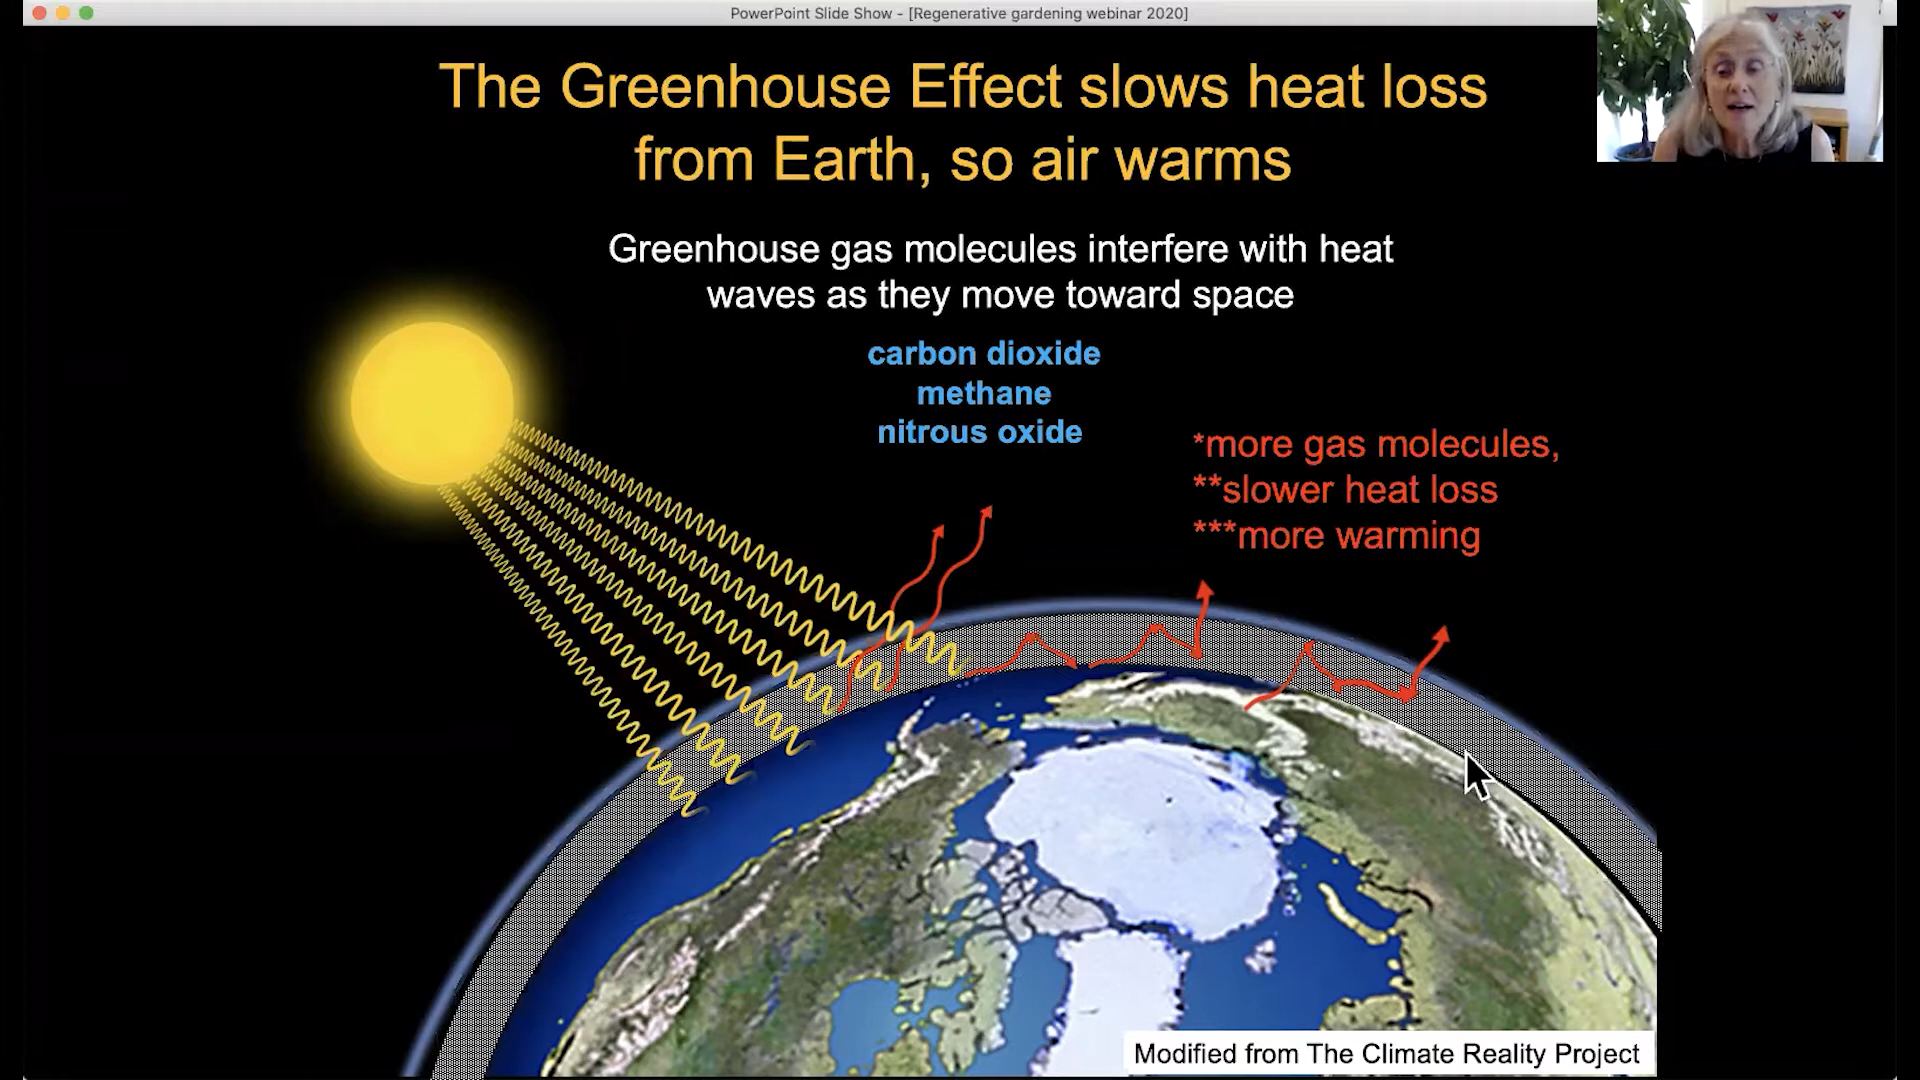 PowerPoint Slide Show - [Regenerative gardening webinar 2020]
The Greenhouse Effect slows heat loss
from Earth, so air warms
Greenhouse gas molecules interfere with heat
waves as they move toward space
carbon dioxide
methane
nitrous oxide
*more gas molecules,
**slower heat loss
***more warming
Modified from The Climate Reality Project